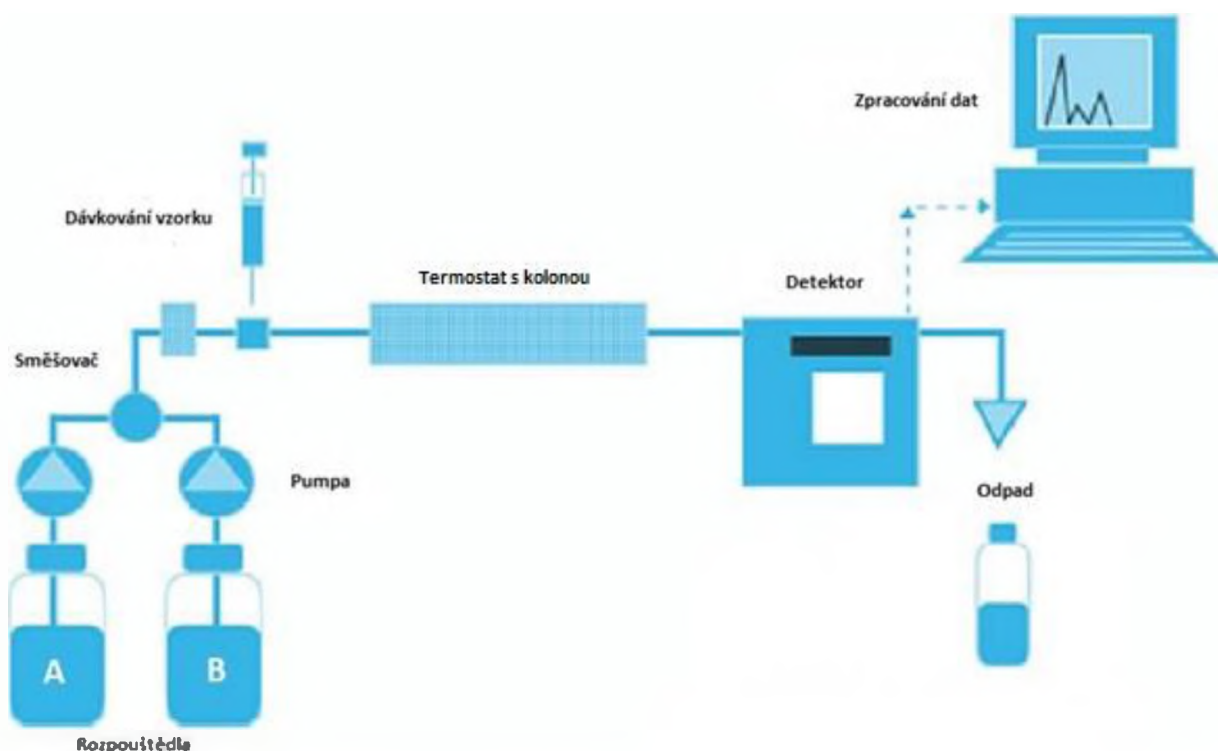 Zpracování dat
Dávkování vzorku
Termostat s kolonou
Detektor
Směšovač
Pumpa
Odpad
A
B
Rozpouštědla